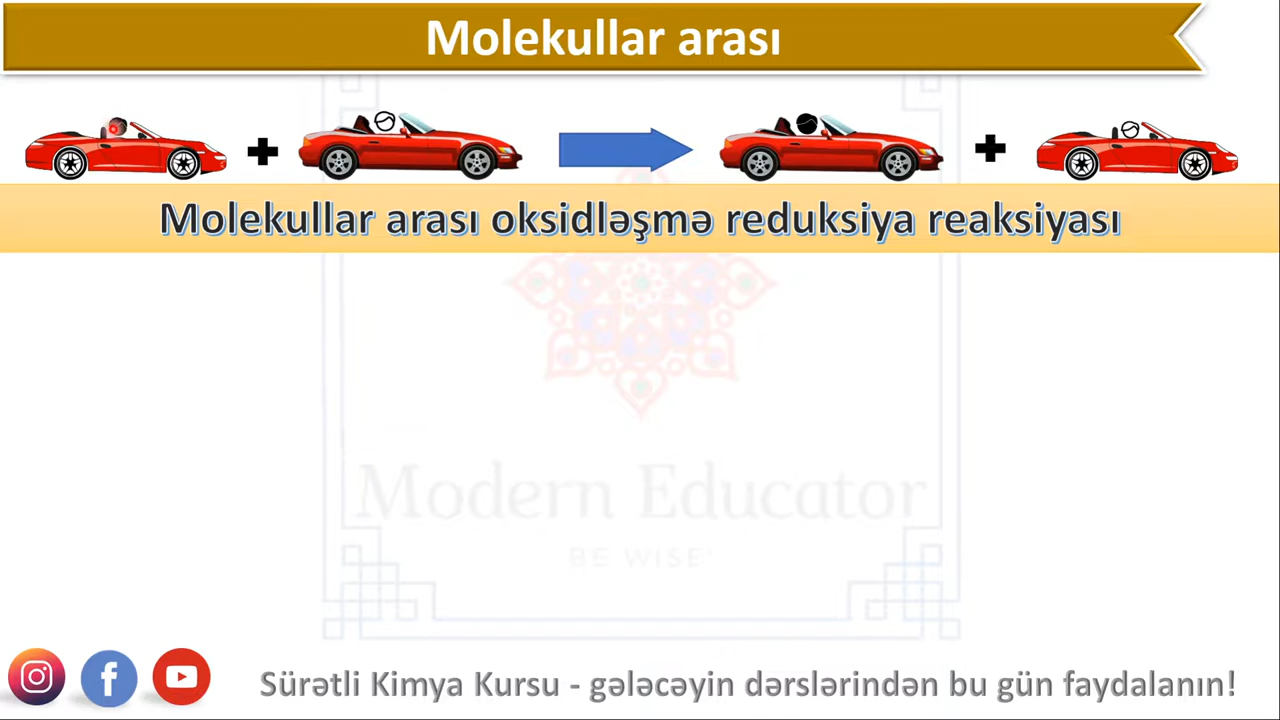 Molekullar arası
Molekullar arası oksidləşmə reduksiya reaksiyası
Modern Educator
BE WISE'
Sürətli Kimya Kursu - gələcəyin dərslərindən bu gün faydalanın!